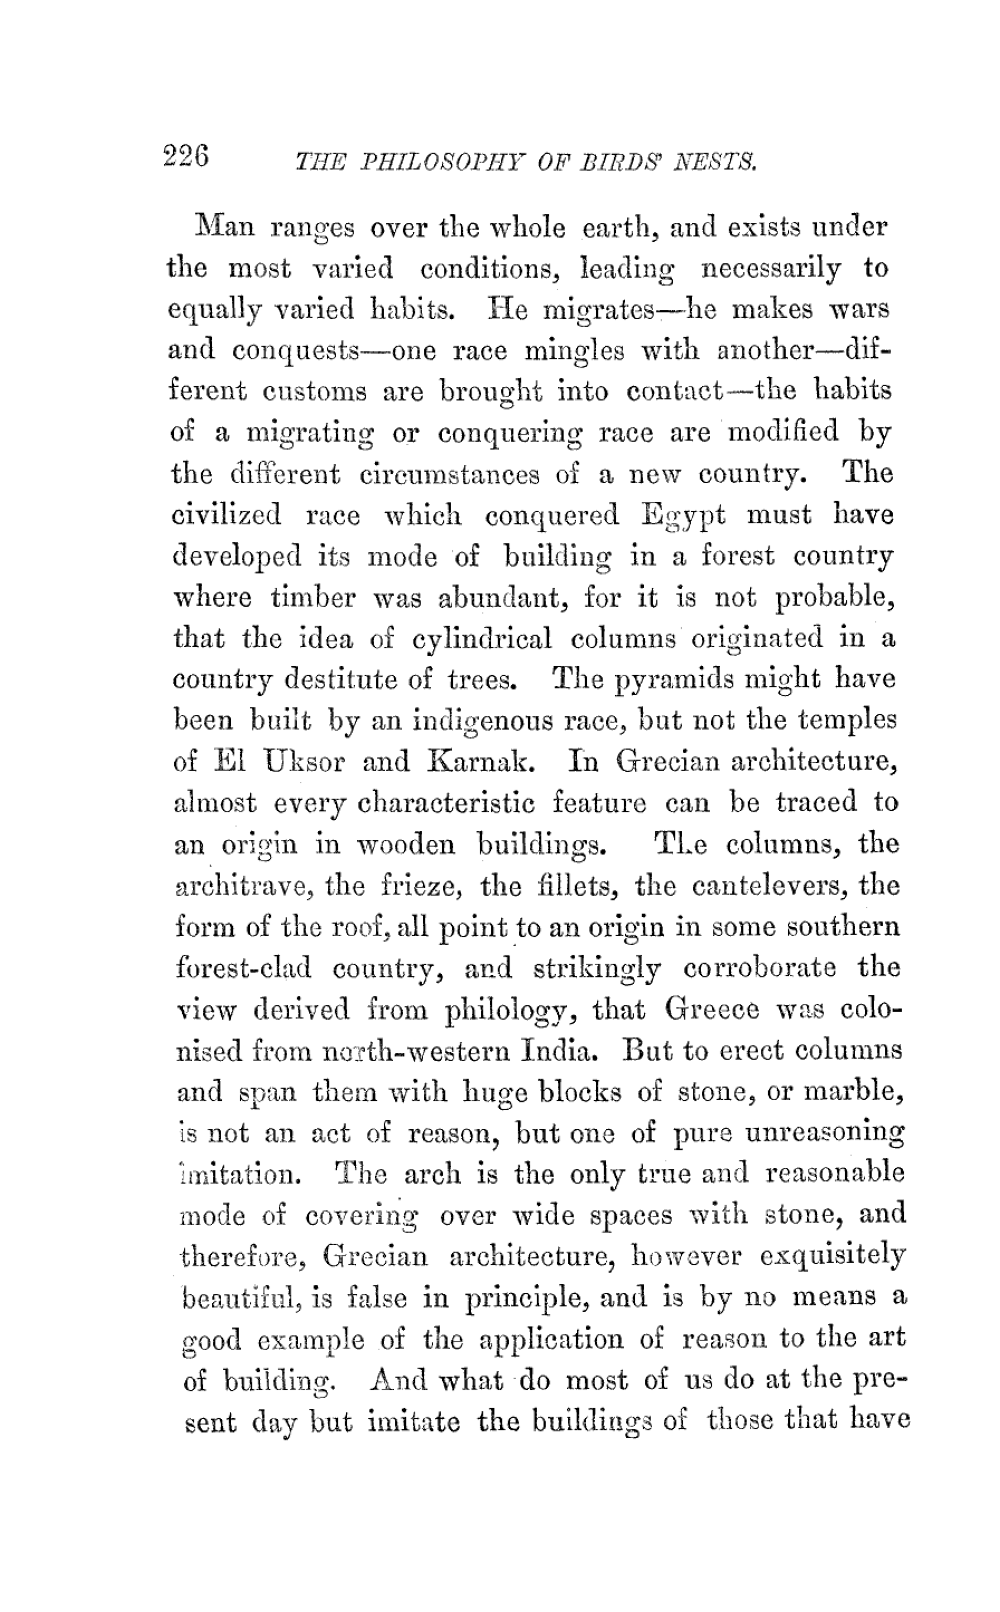 226 THE PHILOSOPHY OF BIRDS' NESTS.
Man ranges over the whole earth, and exists under
the most varied conditions, leading necessarily to
equally varied habits. He migrates—he makes wars
and conquests—one race mingles with another—dif-
ferent customs are brought into contact—the habits
of a migrating or conquering race are modified by
the different circumstances of a new country. The
civilized race which conquered Egypt must have
developed its mode of building in a forest country
where timber was abundant, for it is not probable,
that the idea of cylindrical columns originated in a
country destitute of trees. The pyramids might have
been built by an indigenous race, but not the temples
of El Uksor and Karnak. In Grecian architecture,
almost every characteristic feature can be traced to
an origin in wooden buildings. The columns, the
architrave, the frieze, the fillets, the cantelevers, the
form of the roof, all point to an origin in some southern
forest-clad country, and strikingly corroborate the
view derived from philology, that Greece was colo-
nised from north-western India. But to erect columns
and span them with huge blocks of stone, or marble,
is not an act of reason, but one of pure unreasoning
imitation. The arch is the only true and reasonable
mode of covering over wide spaces with stone, and
therefore, Grecian architecture, however exquisitely
beautiful, is false in principle, and is by no means a
good example of the application of reason to the art
of building. And what do most of us do at the pre-
sent day but imitate the buildings of those that have